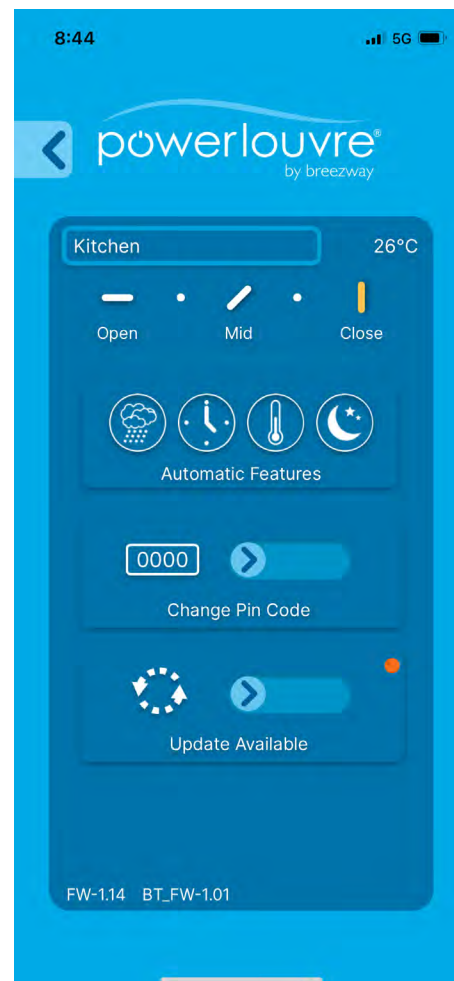 8:44 5G
powerlouvre®
by breezway
Kitchen 26°C
Open Mid Close
Automatic Features
0000
Change Pin Code
Update Available
FW-1.14 BT_FW-1.01